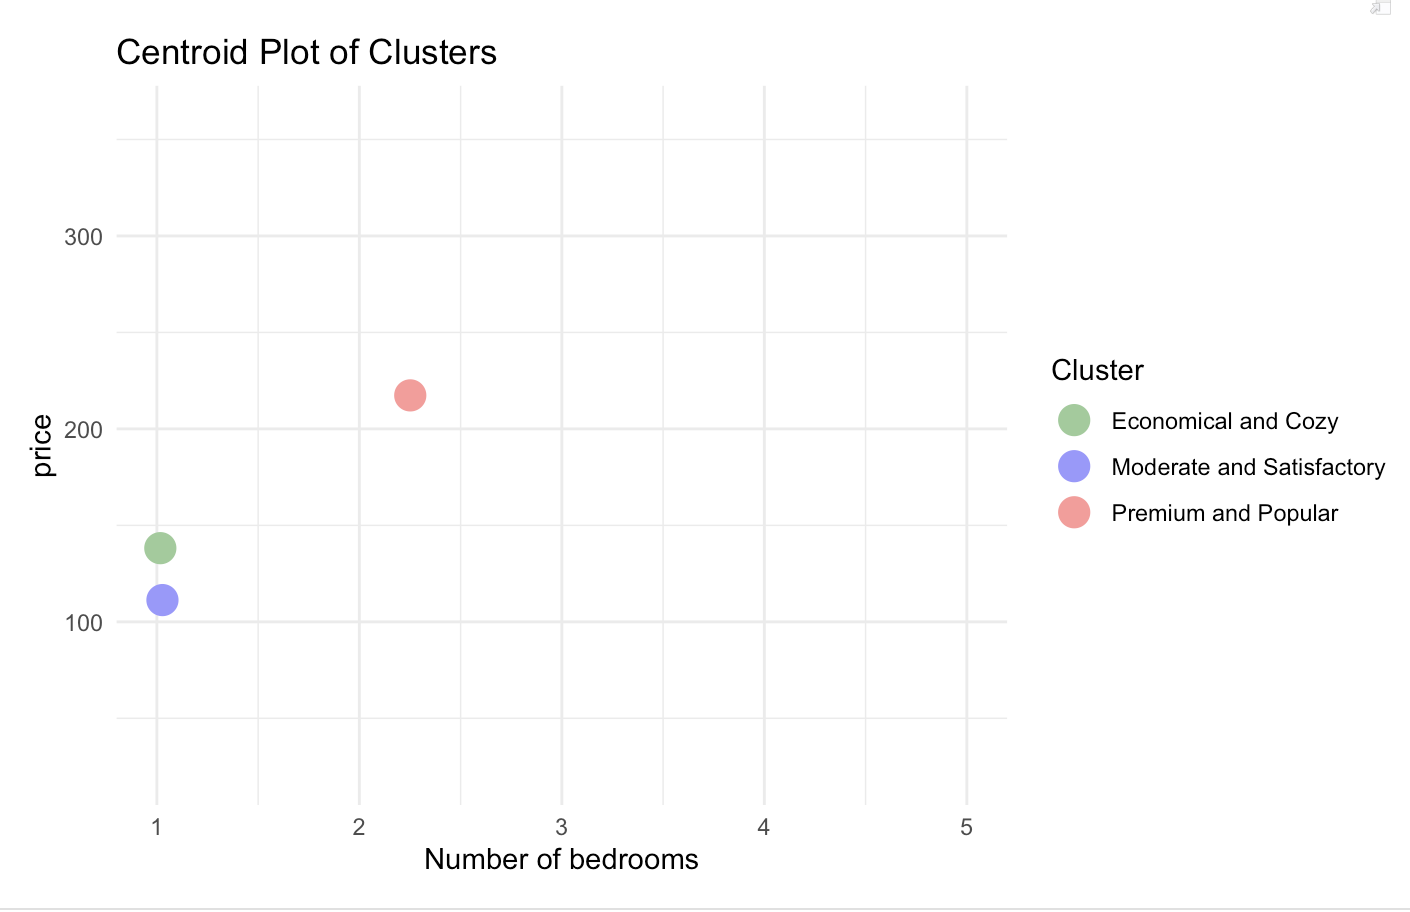 Centroid Plot of Clusters
300
200
100
price
1 2 3 4 5
Number of bedrooms
Cluster
Economical and Cozy
Moderate and Satisfactory
Premium and Popular